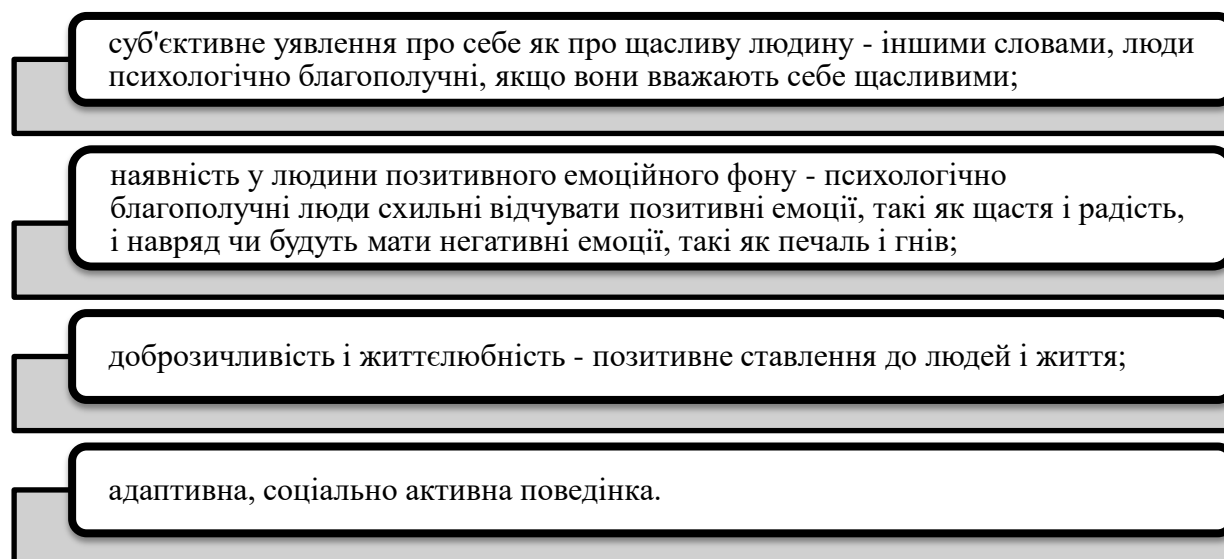 суб'єктивне уявлення про себе як про щасливу людину - іншими словами, люди
психологічно благополучні, якщо вони вважають себе щасливими;
наявність у людини позитивного емоційного фону - психологічно
благополучні люди схильні відчувати позитивні емоції, такі як щастя і радість,
і навряд чи будуть мати негативні емоції, такі як печаль і гнів;
доброзичливість і життєлюбність - позитивне ставлення до людей і життя;
адаптивна, соціально активна поведінка.